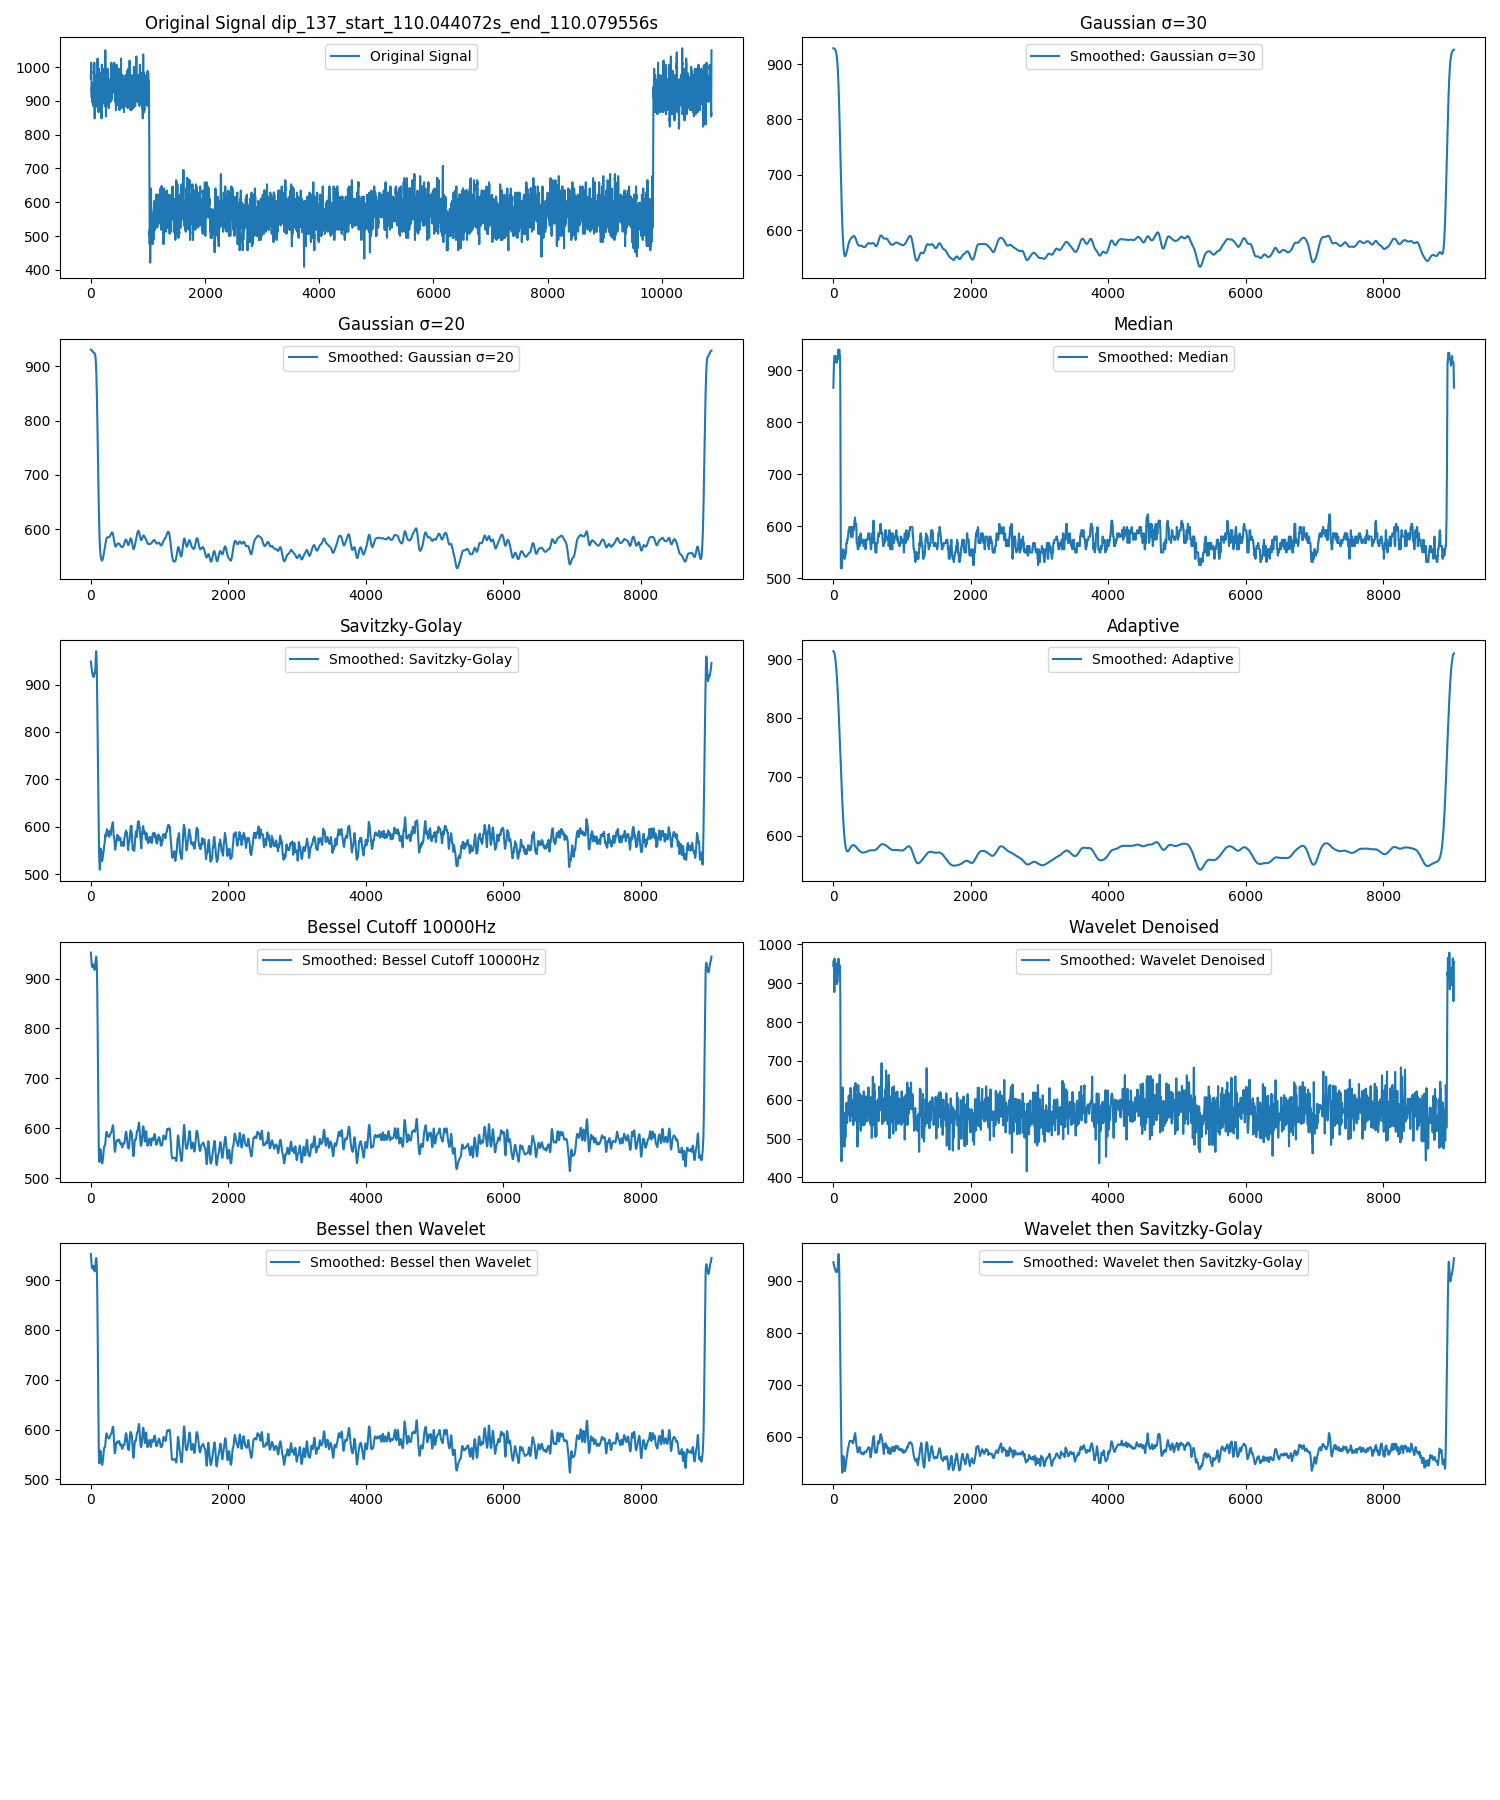 Original Signal dip_137_start_110.044072s_end_110.079556s
Original Signal
1000
900
800
700
600
500
400
0 2000 4000 6000 8000 10000
Gaussian σ=30
Smoothed: Gaussian σ=30
900
800
700
600
0 2000 4000 6000 8000
Gaussian σ=20
Smoothed: Gaussian σ=20
900
800
700
600
0 2000 4000 6000 8000
Median
Smoothed: Median
900
800
700
600
500
0 2000 4000 6000 8000
Savitzky-Golay
Smoothed: Savitzky-Golay
900
800
700
600
500
0 2000 4000 6000 8000
Adaptive
Smoothed: Adaptive
900
800
700
600
0 2000 4000 6000 8000
Bessel Cutoff 10000Hz
Smoothed: Bessel Cutoff 10000Hz
900
800
700
600
500
0 2000 4000 6000 8000
Wavelet Denoised
Smoothed: Wavelet Denoised
1000
900
800
700
600
500
400
0 2000 4000 6000 8000
Bessel then Wavelet
Smoothed: Bessel then Wavelet
900
800
700
600
500
0 2000 4000 6000 8000
Wavelet then Savitzky-Golay
Smoothed: Wavelet then Savitzky-Golay
900
800
700
600
0 2000 4000 6000 8000